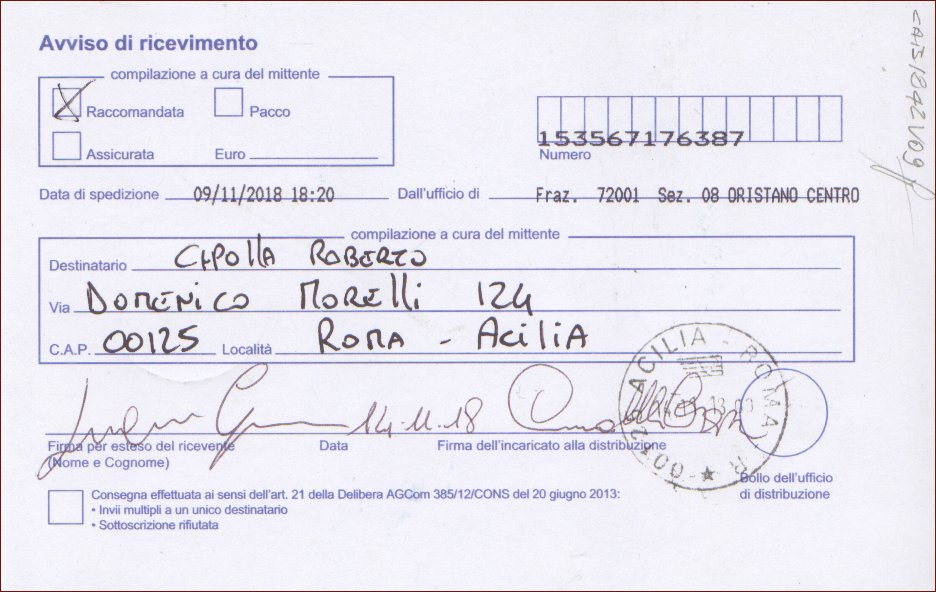 Avviso di ricevimento
compilazione a cura del mittente
Raccomandata Pacco
Assicurata Euro
153567176387
Numero
Data di spedizione 09/11/2018 18:20 Dall'ufficio di Fraz. 72001 Sez. 08 ORISTANO CENTRO
compilazione a cura del mittente
Destinatario CIPOLLA ROBERTO
Via DOMENICO MORELLI 124
C.A.P. 00125 Località ROMA - ACILIA
14.11.18
Firma per esteso del ricevente Data Firma dell'incaricato alla distribuzione
(Nome e Cognome)
ACILIA - ROMA
Bollo dell'ufficio
di distribuzione
Consegna effettuata ai sensi dell'art. 21 della Delibera AGCom 385/12/CONS del 20 giugno 2013:
• Invii multipli a un unico destinatario
• Sottoscrizione rifiutata